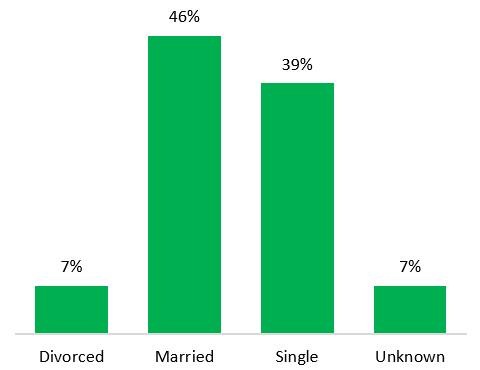 46%
39%
7%
7%
Divorced
Married
Single
Unknown